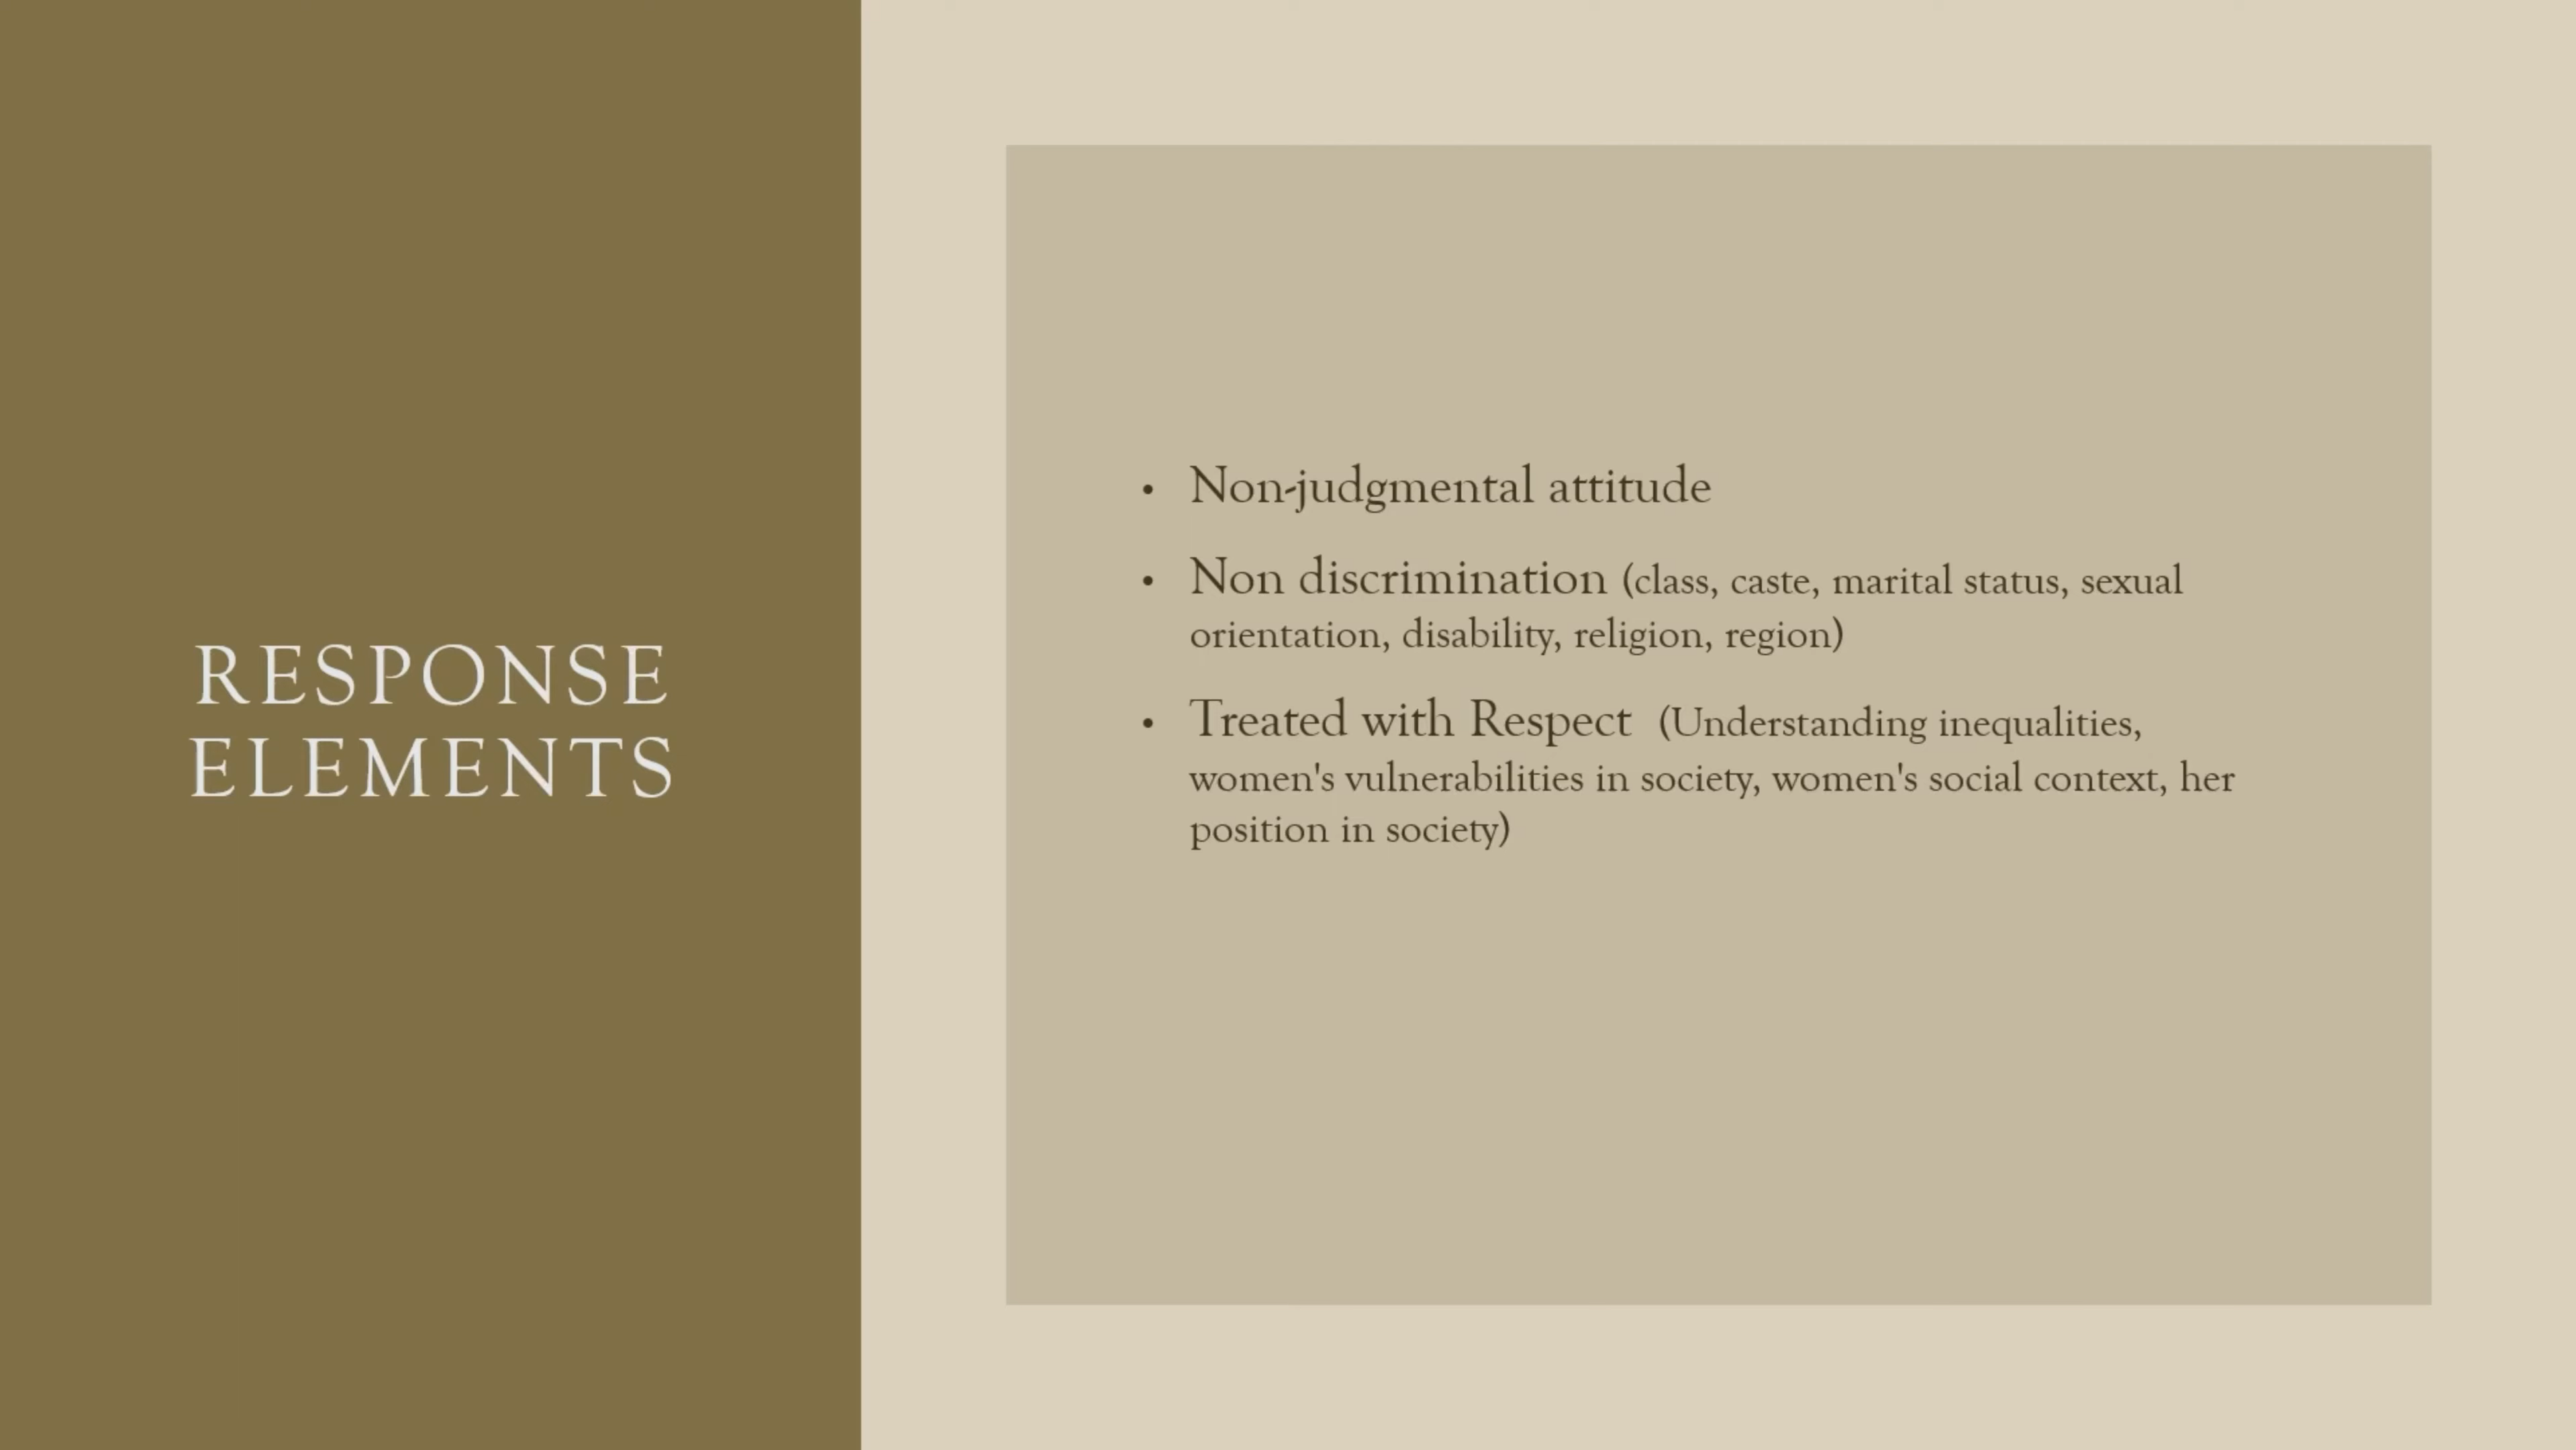 RESPONSE
ELEMENTS
• Non-judgmental attitude
• Non discrimination (class, caste, marital status, sexual
orientation, disability, religion, region)
• Treated with Respect (Understanding inequalities,
women's vulnerabilities in society, women's social context, her
position in society)